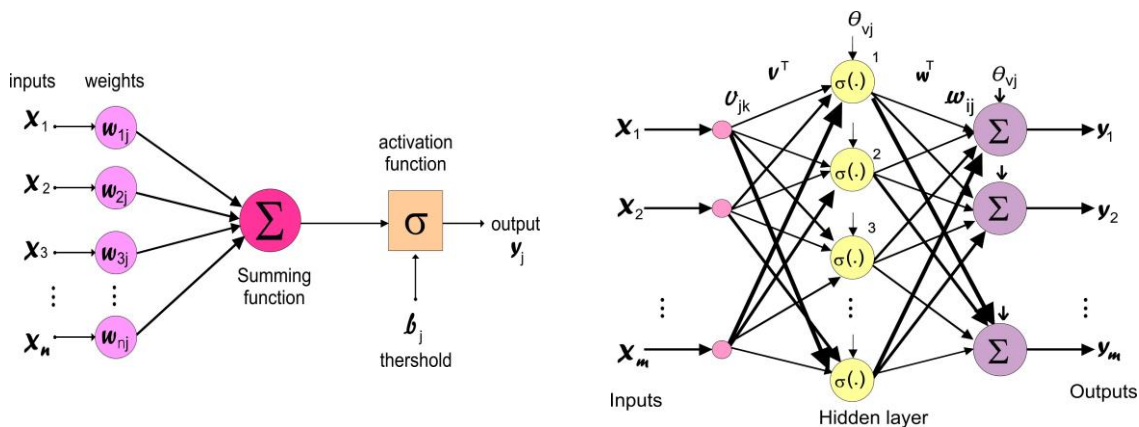 inputs weights
x1 w1j
x2 w2j
x3 w3j
⋮ ⋮
xn wnj
Σ
Summing
function
activation
function
σ
output
yj
bj
thershold
θvj
vT wT
υjk wij θvj
1
σ(.)
x1 Σ y1
2
σ(.)
x2 Σ y2
3
σ(.)
⋮ ⋮ ⋮
xm Σ ym
σ(.)
Inputs Outputs
Hidden layer